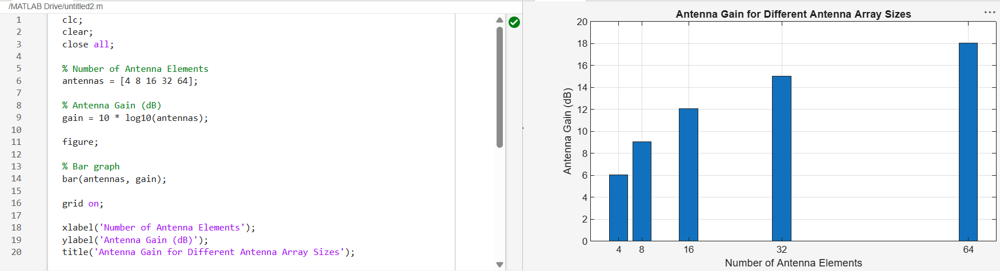 /MATLAB Drive/untitled2.m
1 clc;
2 clear;
3 close all;
4
5 % Number of Antenna Elements
6 antennas = [4 8 16 32 64];
7
8 % Antenna Gain (dB)
9 gain = 10 * log10(antennas);
10
11 figure;
12
13 % Bar graph
14 bar(antennas, gain);
15
16 grid on;
17
18 xlabel('Number of Antenna Elements');
19 ylabel('Antenna Gain (dB)');
20 title('Antenna Gain for Different Antenna Array Sizes');
Antenna Gain for Different Antenna Array Sizes
Antenna Gain (dB)
20
18
16
14
12
10
8
6
4
2
0
4 8 16 32 64
Number of Antenna Elements